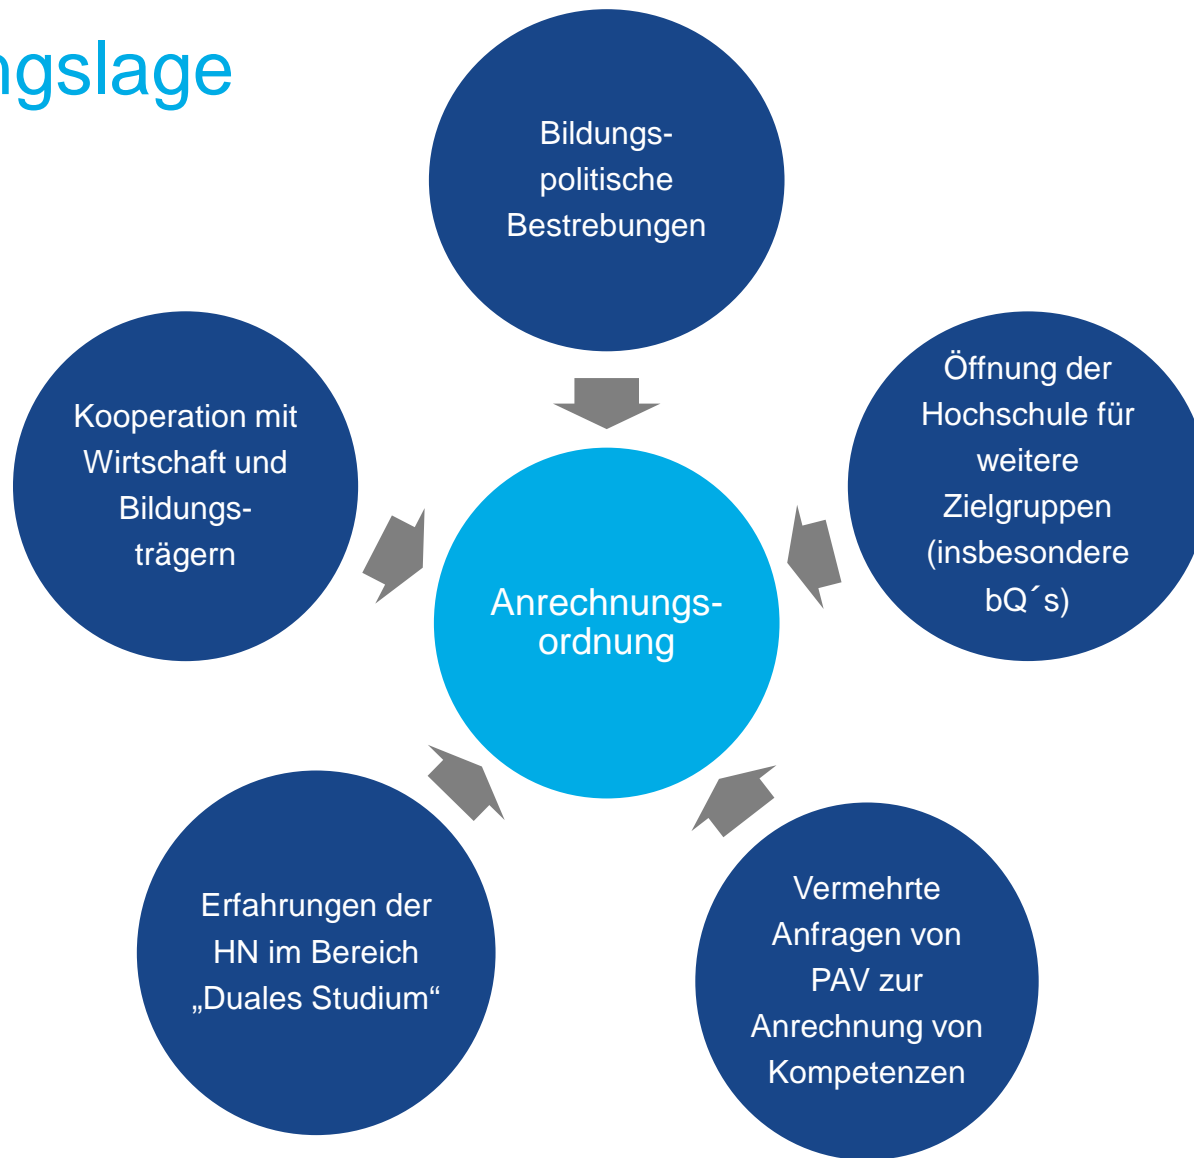 ngslage
Bildungs-
politische
Bestrebungen
Öffnung der
Hochschule für
weitere
Zielgruppen
(insbesondere
bQ´s)
Vermehrte
Anfragen von
PAV zur
Anrechnung von
Kompetenzen
Erfahrungen der
HN im Bereich
„Duales Studium“
Kooperation mit
Wirtschaft und
Bildungs-
trägern
Anrechnungs-
ordnung